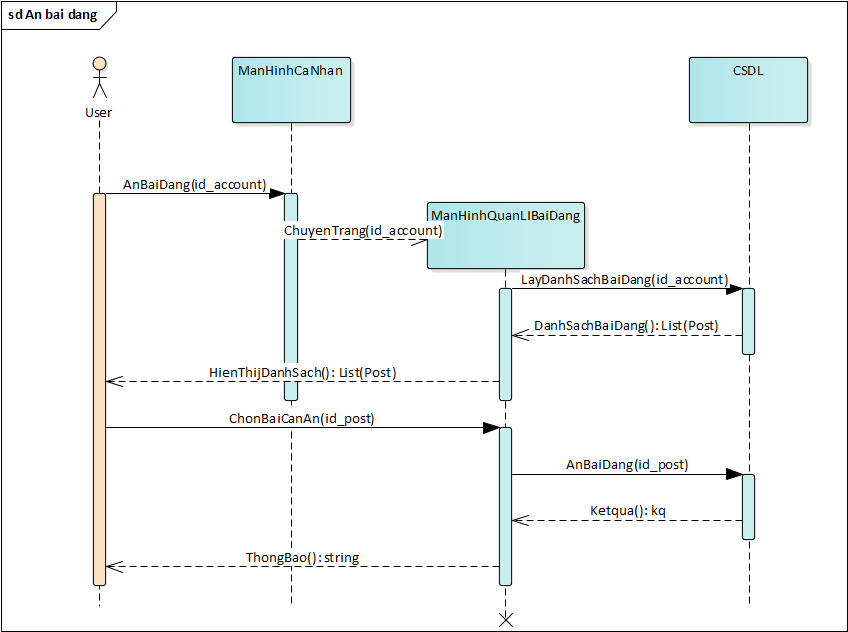 sd An bai dang
ManHinhCaNhan
CSDL
User
AnBaiDang(id_account)
ManHinhQuanLIBaiDang
ChuyenTrang(id_account)
LayDanhSachBaiDang(id_account)
DanhSachBaiDang(): List(Post)
HienThijDanhSach(): List(Post)
ChonBaiCanAn(id_post)
AnBaiDang(id_post)
Ketqua(): kq
ThongBao(): string